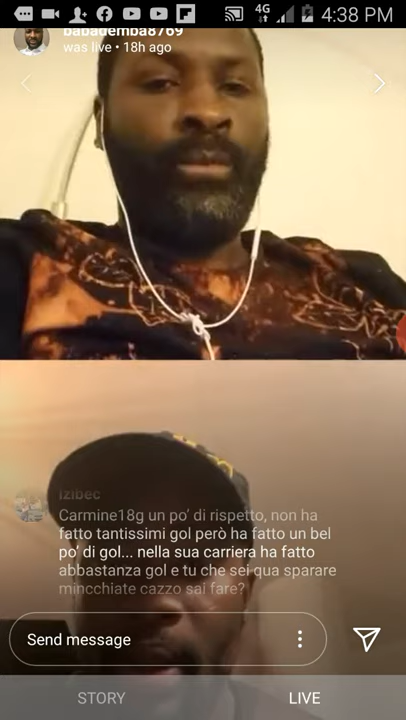 4G 4:38 PM
babademba8769
was live • 18h ago
izibec
Carmine18g un po' di rispetto, non ha
fatto tantissimi gol però ha fatto un bel
po' di gol... nella sua carriera ha fatto
abbastanza gol e tu che sei qua sparare
mincchiate cazzo sai fare?
Send message
STORY LIVE